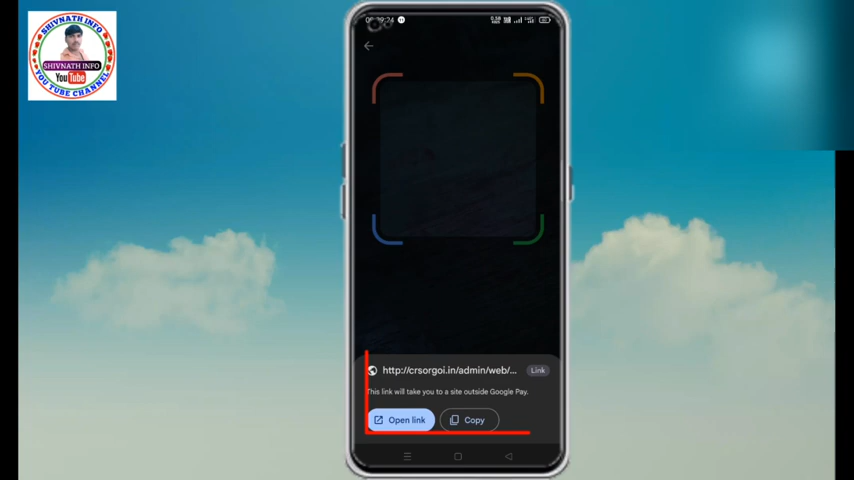 SHIVNATH INFO
SHIVNATH INFO
YouTube
YOU TUBE CHANNEL
http://crsorgoi.in/admin/web/...
Link
This link will take you to a site outside Google Pay.
Open link
Copy